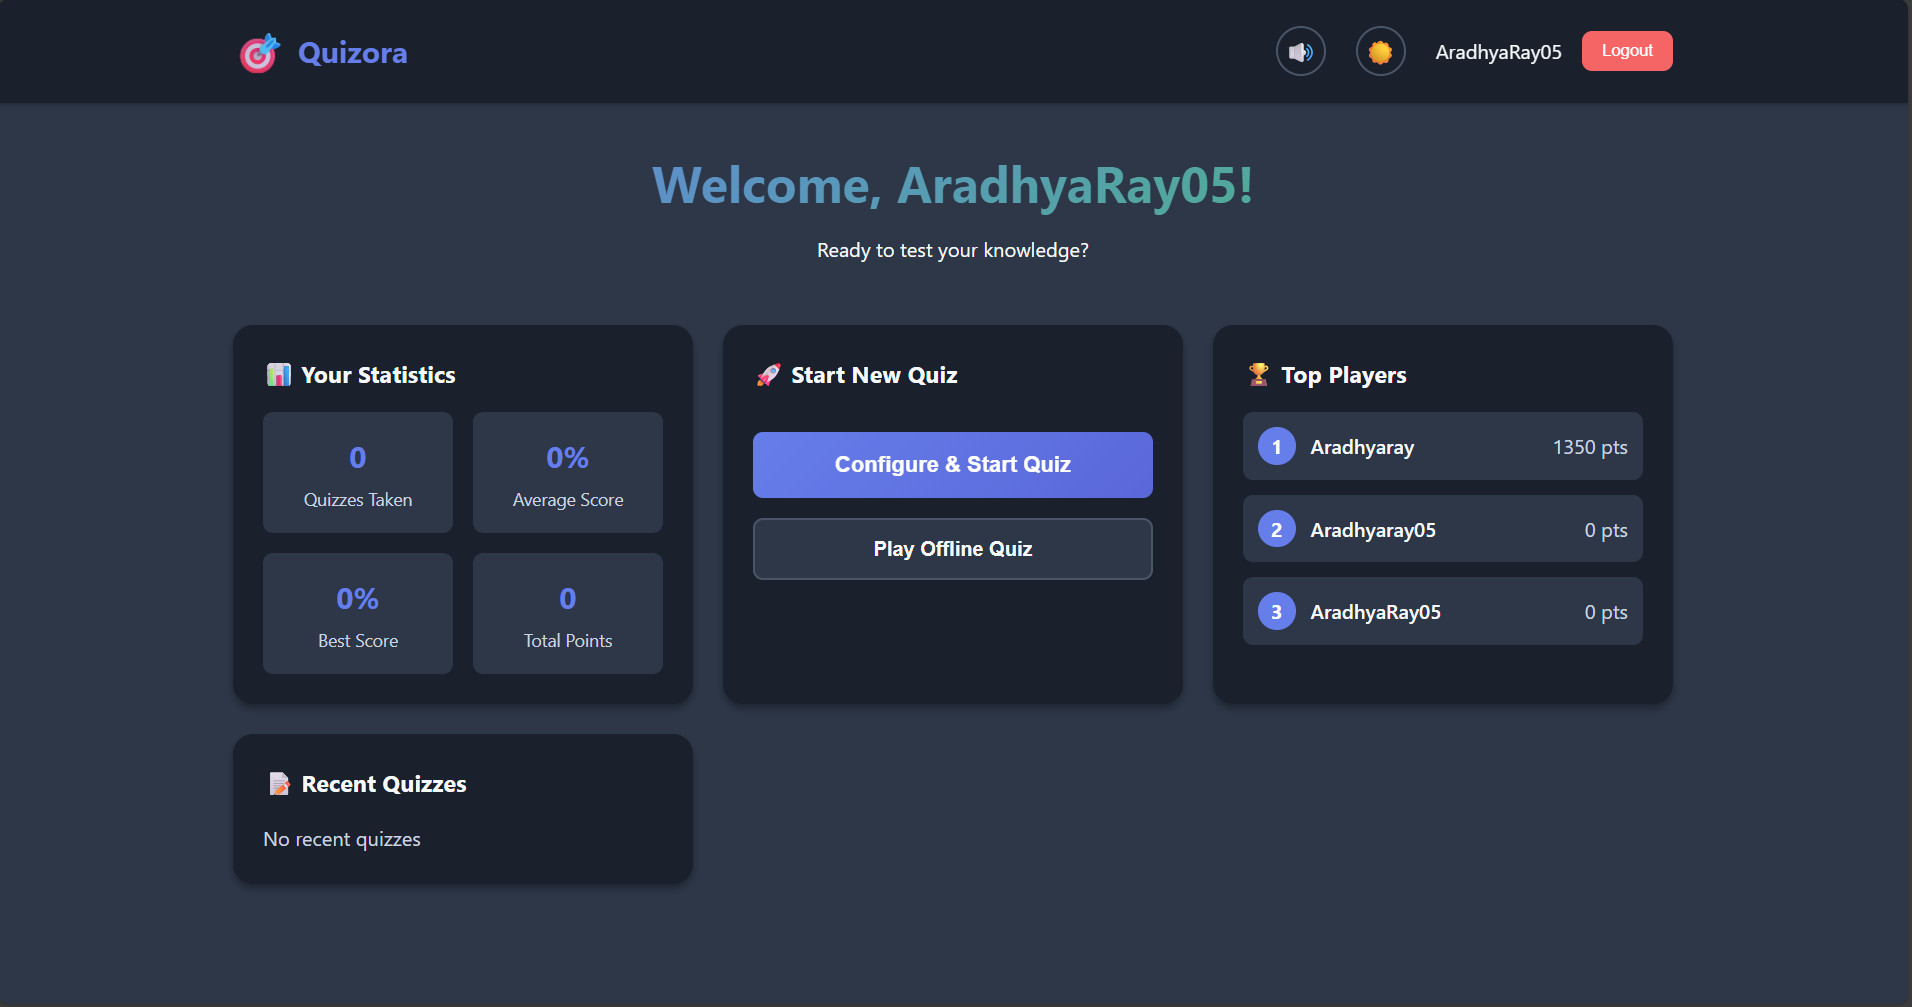 Quizora
AradhyaRay05
Logout
Welcome, AradhyaRay05!
Ready to test your knowledge?
Your Statistics
0
Quizzes Taken
0%
Average Score
0%
Best Score
0
Total Points
Start New Quiz
Configure & Start Quiz
Play Offline Quiz
Top Players
1 Aradhyaray 1350 pts
2 Aradhyaray05 0 pts
3 AradhyaRay05 0 pts
Recent Quizzes
No recent quizzes